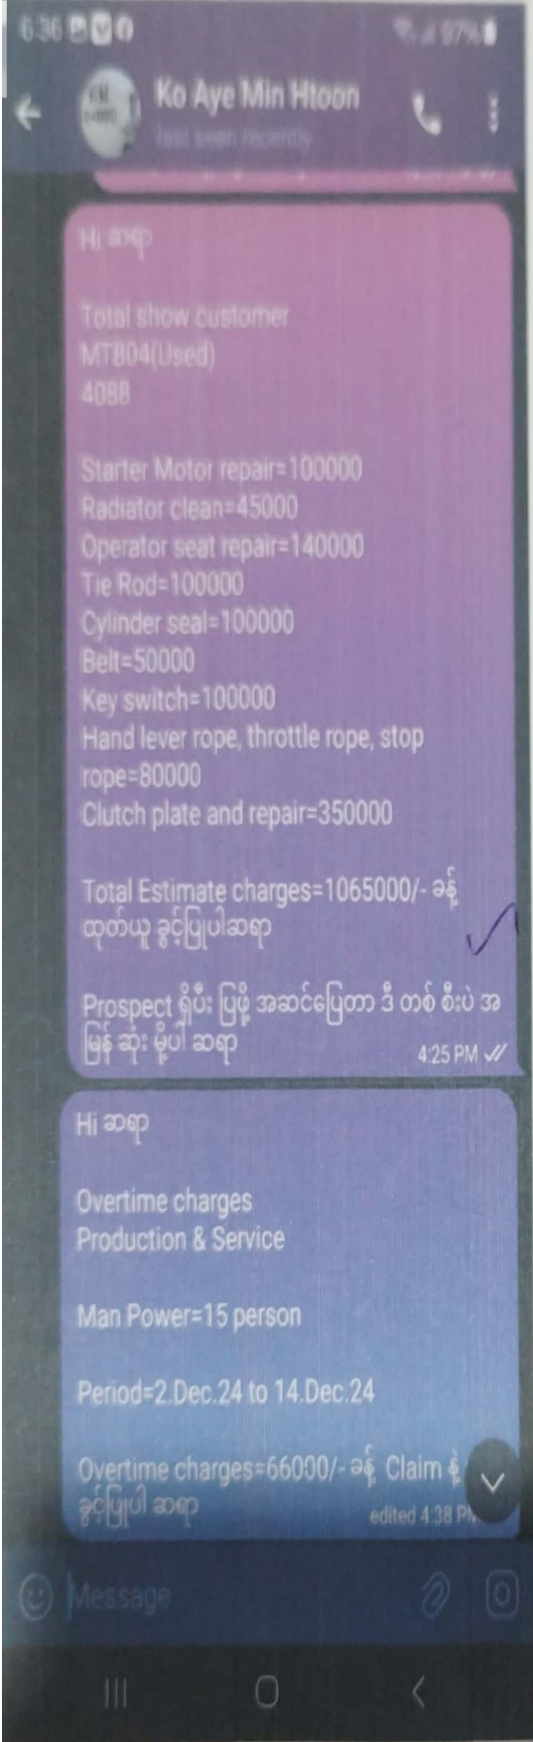 6:36
97%
Ko Aye Min Htoon
last seen recently
Hi ဆရာ
Total show customer
MT804(Used)
4088
Starter Motor repair=100000
Radiator clean=45000
Operator seat repair=140000
Tie Rod=100000
Cylinder seal=100000
Belt=50000
Key switch=100000
Hand lever rope, throttle rope, stop
rope=80000
Clutch plate and repair=350000
Total Estimate charges=1065000/- ခန့်
ထုတ်ယူ ခွင့်ပြုပါဆရာ
Prospect ရှိပီး ပြဖို့ အဆင်ပြေတာ ဒီ တစ် စီးပဲ အ
မြန် ဆုံး မို့ပါ ဆရာ
4:25 PM
Hi ဆရာ
Overtime charges
Production & Service
Man Power=15 person
Period=2.Dec.24 to 14.Dec.24
Overtime charges=66000/- ခန့် Claim နဲ့
ခွင့်ပြုပါ ဆရာ
edited 4:38 PM
Message